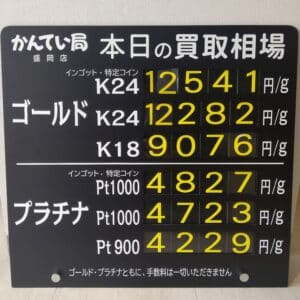 かんてい局 本日の買取相場
盛岡店
インゴット・特定コイン
K24 12541 円/g
ゴールド K24 12282 円/g
K18 9076 円/g
インゴット・特定コイン
Pt1000 4827 円/g
プラチナ Pt1000 4723 円/g
Pt900 4229 円/g
ゴールド・プラチナともに、手数料は一切いただきません